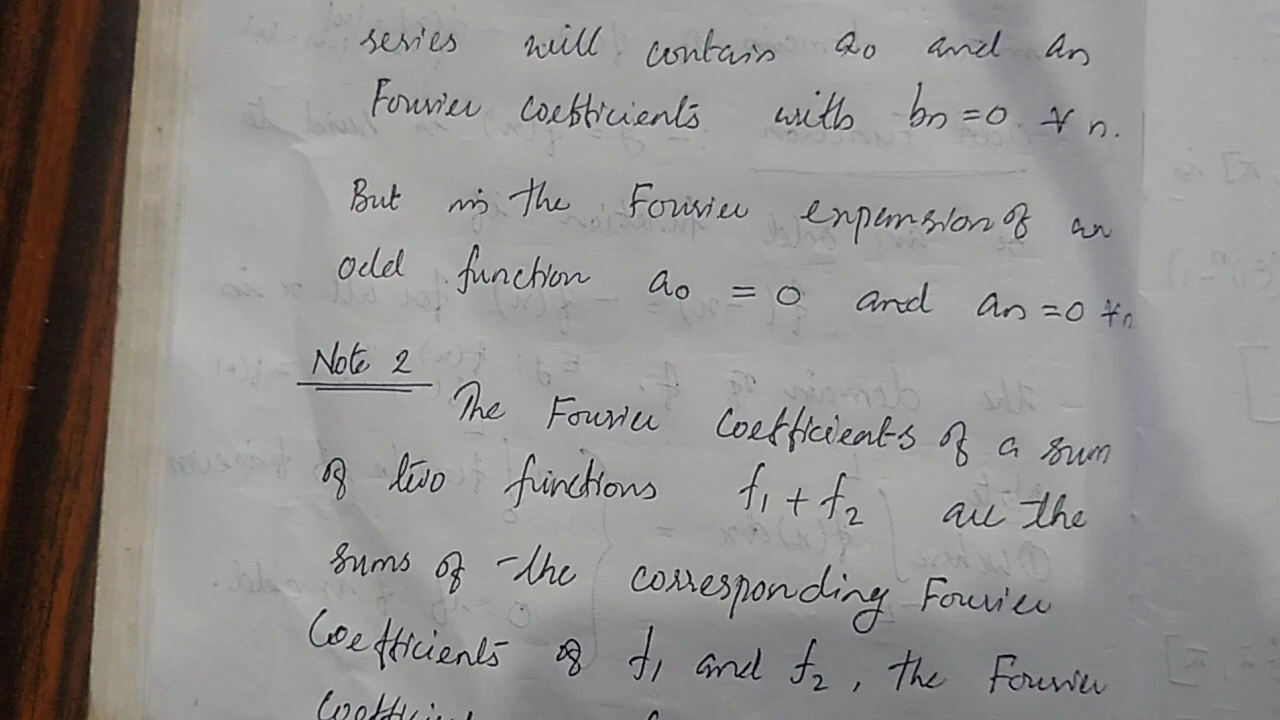 series will contain a₀ and aₙ
Fourier coefficients with bₙ = 0 ∀ n.
But in the Fourier expansion of an
odd function a₀ = 0 and aₙ = 0 ∀ n
Note 2
The Fourier Coefficients of a sum
of two functions f₁ + f₂ are the
sums of the corresponding Fourier
Coefficients of f₁ and f₂, the Fourier